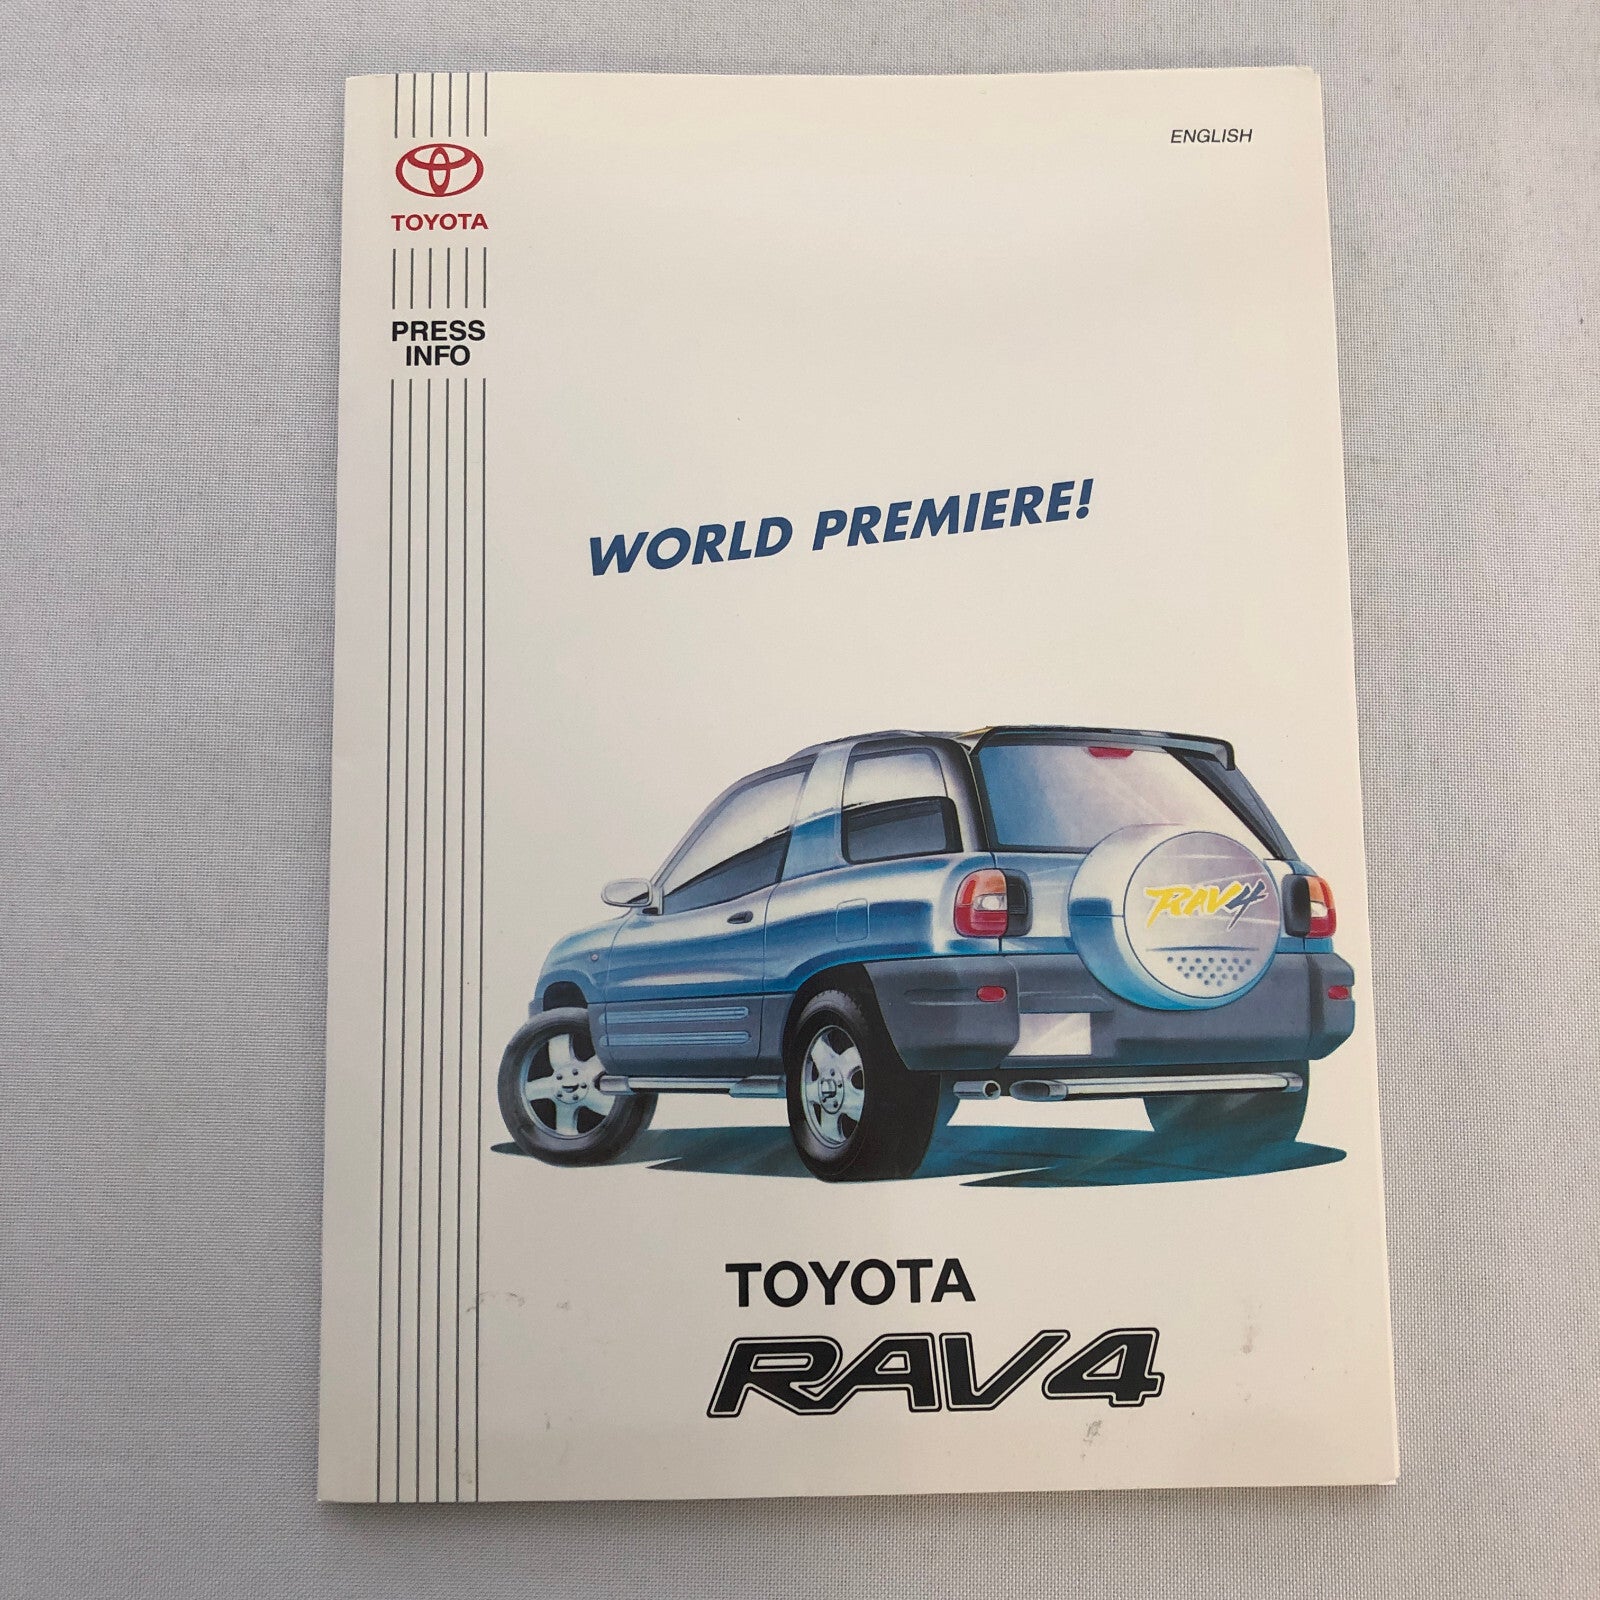 ENGLISH
TOYOTA
PRESS
INFO
WORLD PREMIERE!
RAV4
TOYOTA
RAV4